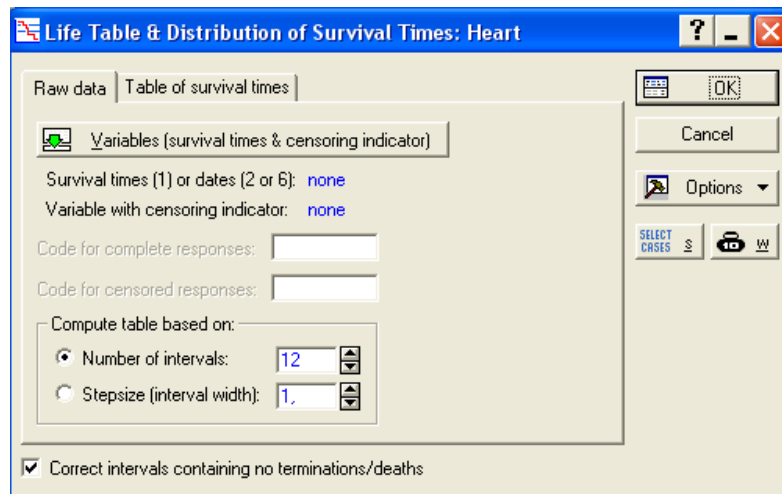 Life Table & Distribution of Survival Times: Heart
Raw data
Table of survival times
Variables (survival times & censoring indicator)
Survival times (1) or dates (2 or 6): none
Variable with censoring indicator: none
Code for complete responses:
Code for censored responses:
Compute table based on:
Number of intervals: 12
Stepsize (interval width): 1,
Correct intervals containing no terminations/deaths
OK
Cancel
Options
SELECT
CASES S
W